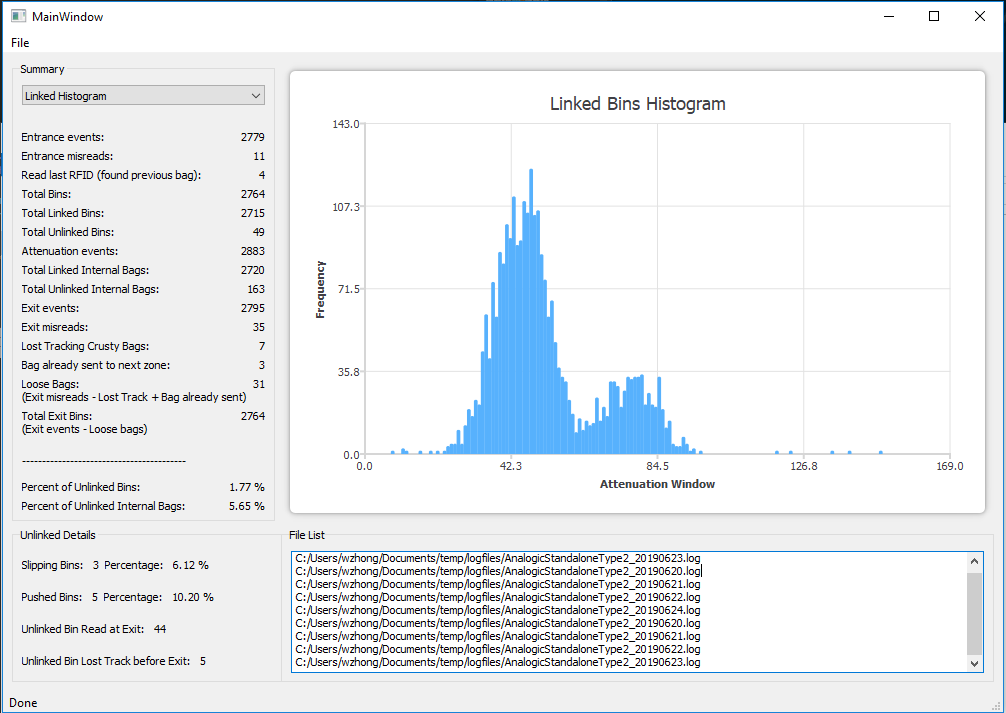 MainWindow
File
Summary
Linked Histogram
Entrance events: 2779
Entrance misreads: 11
Read last RFID (found previous bag): 4
Total Bins: 2764
Total Linked Bins: 2715
Total Unlinked Bins: 49
Attenuation events: 2883
Total Linked Internal Bags: 2720
Total Unlinked Internal Bags: 163
Exit events: 2795
Exit misreads: 35
Lost Tracking Crusty Bags: 7
Bag already sent to next zone: 3
Loose Bags: 31
(Exit misreads - Lost Track + Bag already sent)
Total Exit Bins: 2764
(Exit events - Loose bags)
-----------------------------------------
Percent of Unlinked Bins: 1.77 %
Percent of Unlinked Internal Bags: 5.65 %
Linked Bins Histogram
143.0
107.3
71.5
35.8
0.0
Frequency
0.0 42.3 84.5 126.8 169.0
Attenuation Window
Unlinked Details
Slipping Bins: 3 Percentage: 6.12 %
Pushed Bins: 5 Percentage: 10.20 %
Unlinked Bin Read at Exit: 44
Unlinked Bin Lost Track before Exit: 5
File List
C:/Users/wzhong/Documents/temp/logfiles/AnalogicStandaloneType2_20190623.log
C:/Users/wzhong/Documents/temp/logfiles/AnalogicStandaloneType2_20190620.log
C:/Users/wzhong/Documents/temp/logfiles/AnalogicStandaloneType2_20190621.log
C:/Users/wzhong/Documents/temp/logfiles/AnalogicStandaloneType2_20190622.log
C:/Users/wzhong/Documents/temp/logfiles/AnalogicStandaloneType2_20190624.log
C:/Users/wzhong/Documents/temp/logfiles/AnalogicStandaloneType2_20190620.log
C:/Users/wzhong/Documents/temp/logfiles/AnalogicStandaloneType2_20190621.log
C:/Users/wzhong/Documents/temp/logfiles/AnalogicStandaloneType2_20190622.log
C:/Users/wzhong/Documents/temp/logfiles/AnalogicStandaloneType2_20190623.log
Done